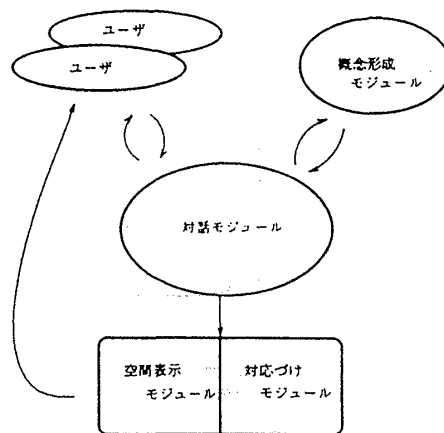 ユーザ
ユーザ
概念形成
モジュール
対話モジュール
空間表示
モジュール
対応づけ
モジュール